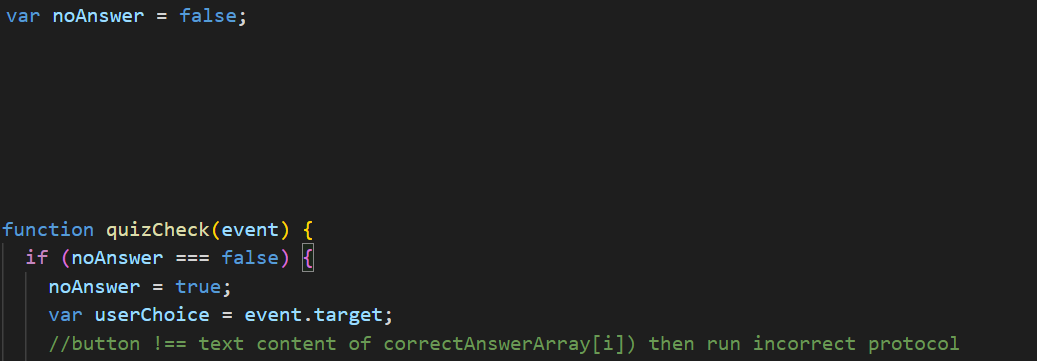 var noAnswer = false;
function quizCheck(event) {
if (noAnswer === false) {
noAnswer = true;
var userChoice = event.target;
//button !== text content of correctAnswerArray[i]) then run incorrect protocol